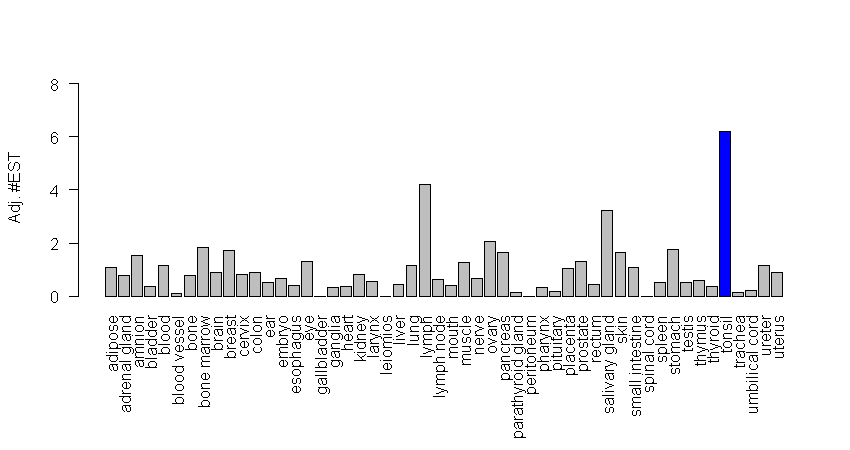 Adj. #EST
8
6
4
2
0
adipose
adrenal gland
amnion
bladder
blood
blood vessel
bone
bone marrow
brain
breast
cervix
colon
ear
embryo
esophagus
eye
gallbladder
ganglia
heart
kidney
larynx
leiomios
liver
lung
lymph
lymph node
mouth
muscle
nerve
ovary
pancreas
parathyroid gland
peritoneum
pharynx
pituitary
placenta
prostate
rectum
salivary gland
skin
small intestine
spinal cord
spleen
stomach
testis
thymus
thyroid
tonsil
trachea
umbilical cord
ureter
uterus